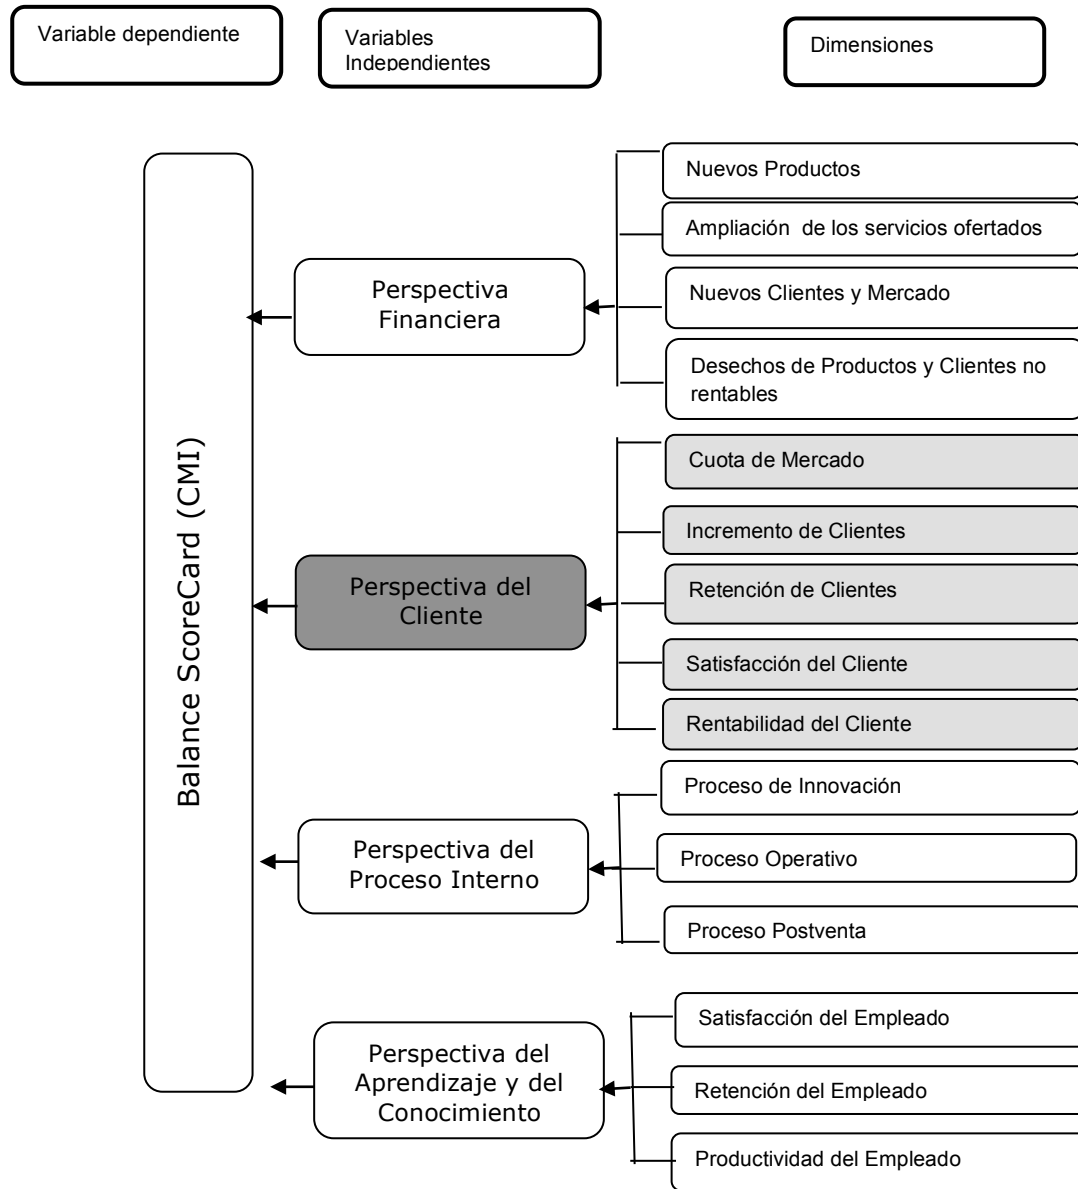 Variable dependiente
Variables
Independientes
Dimensiones
Balance ScoreCard (CMI)
Perspectiva
Financiera
Nuevos Productos
Ampliación de los servicios ofertados
Nuevos Clientes y Mercado
Desechos de Productos y Clientes no
rentables
Perspectiva del
Cliente
Cuota de Mercado
Incremento de Clientes
Retención de Clientes
Satisfacción del Cliente
Rentabilidad del Cliente
Perspectiva del
Proceso Interno
Proceso de Innovación
Proceso Operativo
Proceso Postventa
Perspectiva del
Aprendizaje y del
Conocimiento
Satisfacción del Empleado
Retención del Empleado
Productividad del Empleado